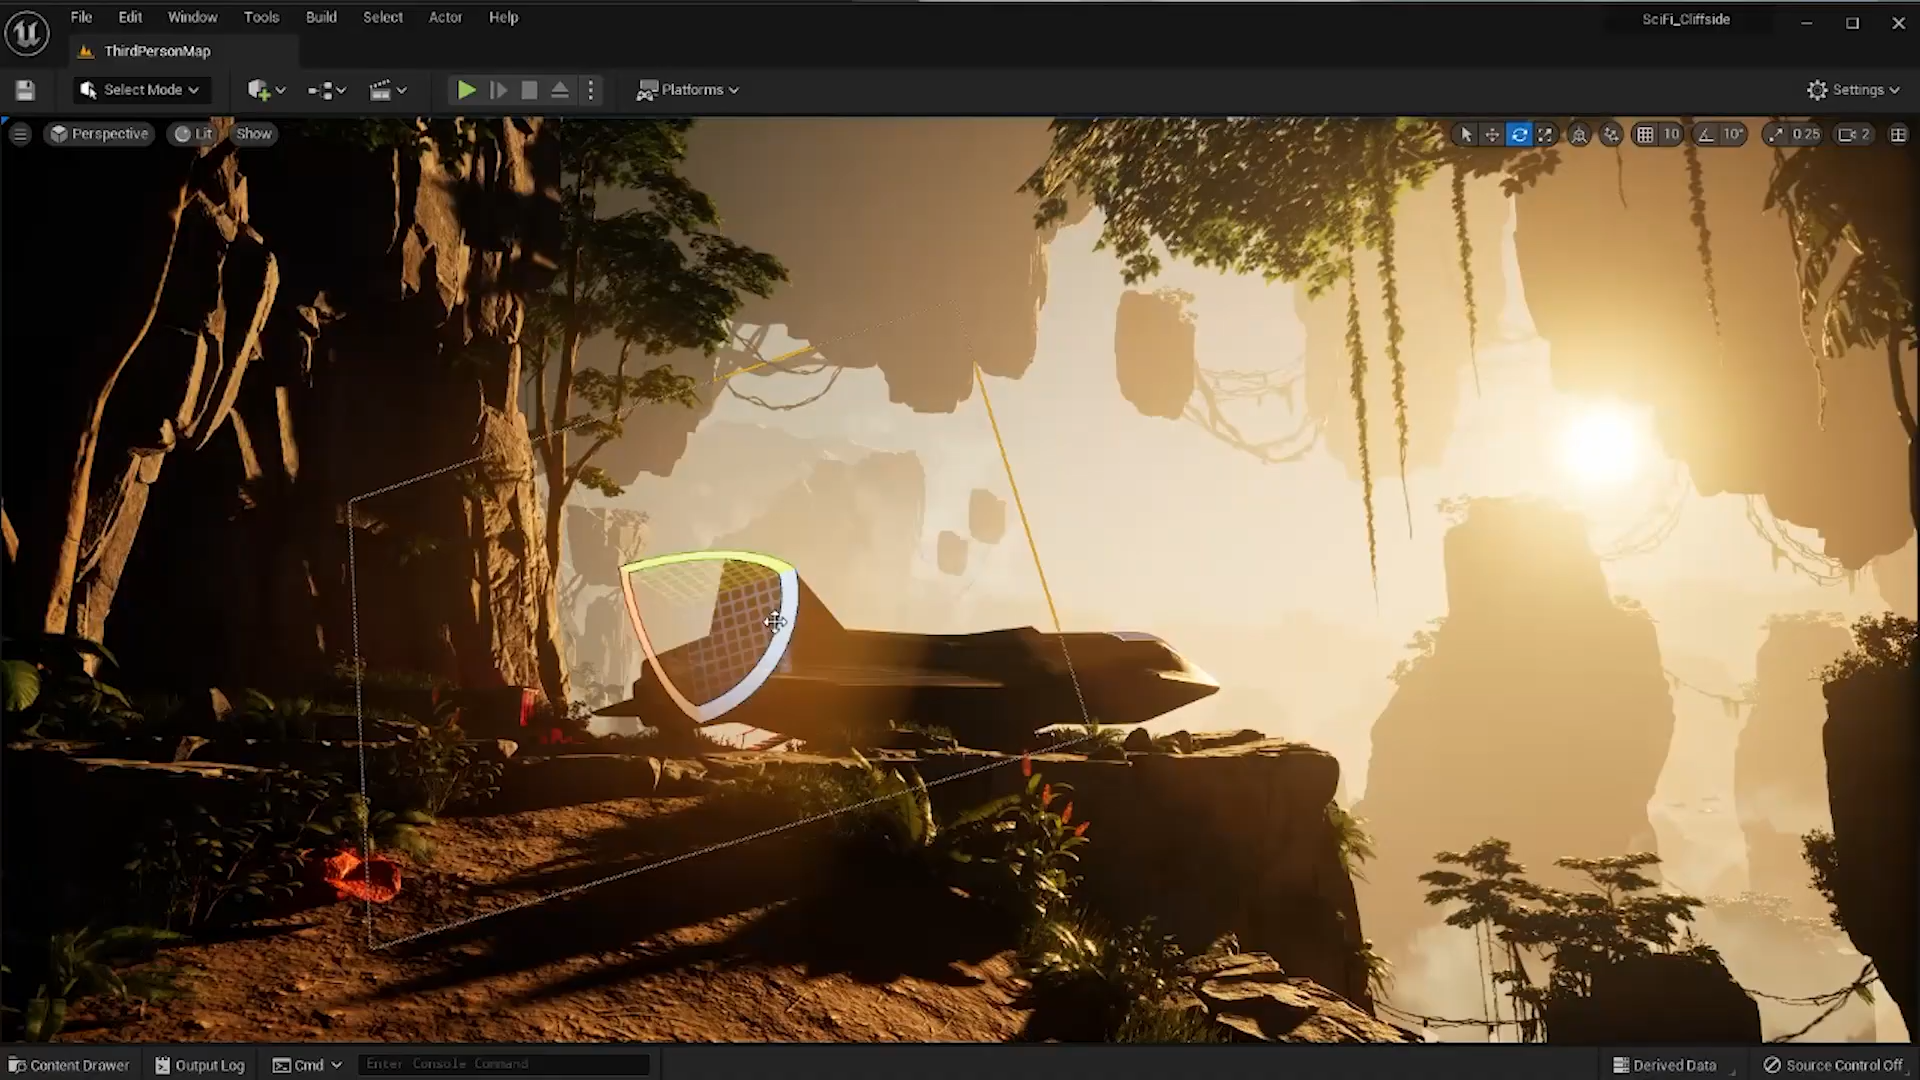 File Edit Window Tools Build Select Actor Help
SciFi_Cliffside
ThirdPersonMap
Select Mode
Platforms
Settings
Perspective Lit Show
10 10° 0.25 2
Content Drawer Output Log Cmd Enter Console Command
Derived Data Source Control Off